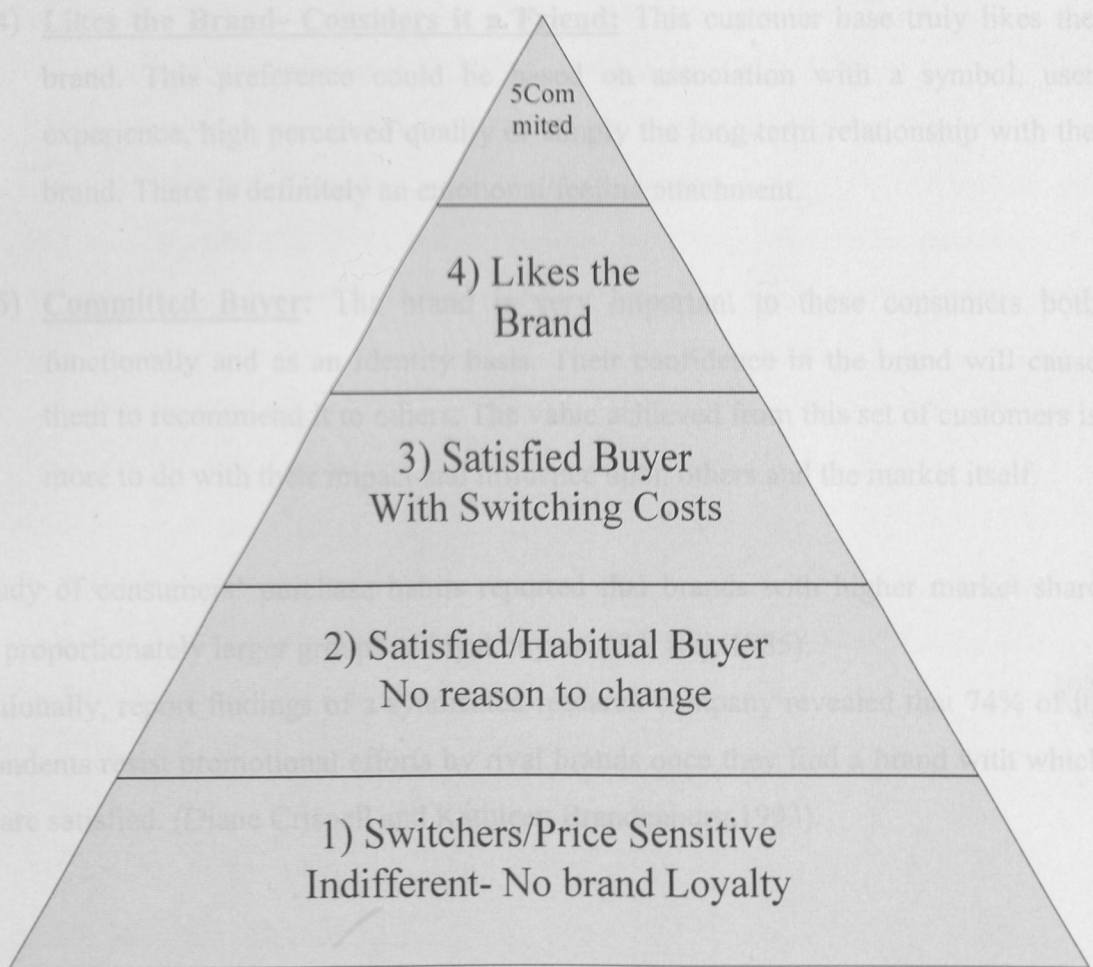 5Com
mited
4) Likes the
Brand
3) Satisfied Buyer
With Switching Costs
2) Satisfied/Habitual Buyer
No reason to change
1) Switchers/Price Sensitive
Indifferent- No brand Loyalty
4) Likes the Brand- Considers it a Friend: This customer base truly likes the
brand. This preference could be based on association with a symbol, user
experience, high perceived quality or simply the long-term relationship with the
brand. There is definitely an emotional/feeling attachment.
5) Committed Buyer: The brand is very important to these consumers both
functionally and as an identity basis. Their confidence in the brand will cause
them to recommend it to others. The value achieved from this set of customers is
more to do with their impact and influence upon others and the market itself.
udy of consumers' purchase habits reported that brands with higher market share
proportionately larger
tionally, report findings of a research company revealed that 74% of
ondents resist promotional efforts by rival brands once they find a brand with which
are satisfied. (Diane and 1993).